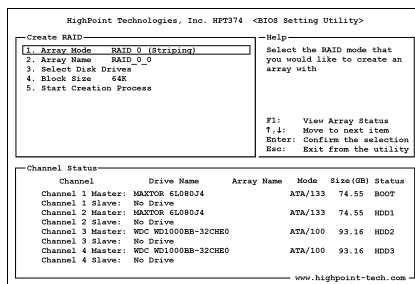 HighPoint Technologies, Inc. HPT374 <BIOS Setting Utility>
Create RAID
1. Array Mode RAID 0 (Striping)
2. Array Name RAID_0_0
3. Select Disk Drives
4. Block Size 64K
5. Start Creation Process
Help
Select the RAID mode that
you would like to create an
array with
F1: View Array Status
↑,↓: Move to next item
Enter: Confirm the selection
Esc: Exit from the utility
Channel Status
Channel Drive Name Array Name Mode Size(GB) Status
Channel 1 Master: MAXTOR 6L080J4 ATA/133 74.55 BOOT
Channel 1 Slave: No Drive
Channel 2 Master: MAXTOR 6L080J4 ATA/133 74.55 HDD1
Channel 2 Slave: No Drive
Channel 3 Master: WDC WD1000BB-32CHE0 ATA/100 93.16 HDD2
Channel 3 Slave: No Drive
Channel 4 Master: WDC WD1000BB-32CHE0 ATA/100 93.16 HDD3
Channel 4 Slave: No Drive
www.highpoint-tech.com